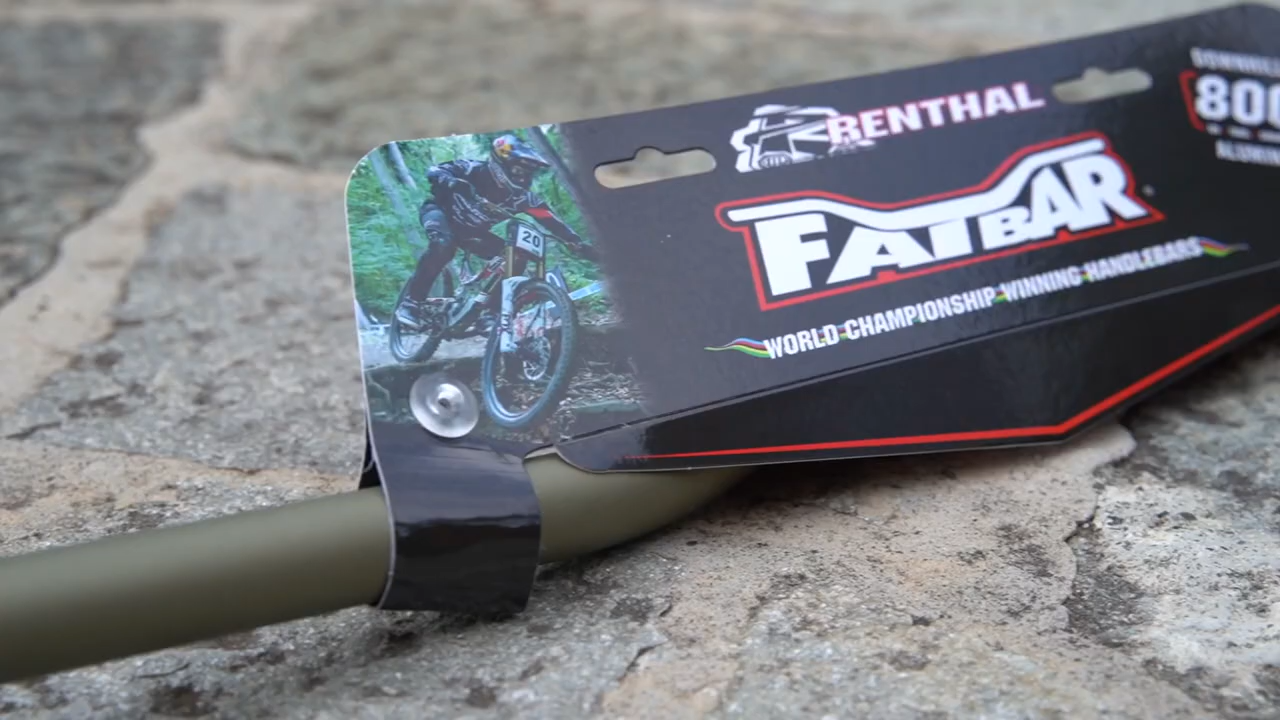 RENTHAL
FATBAR
WORLD CHAMPIONSHIP WINNING HANDLEBARS
800
20